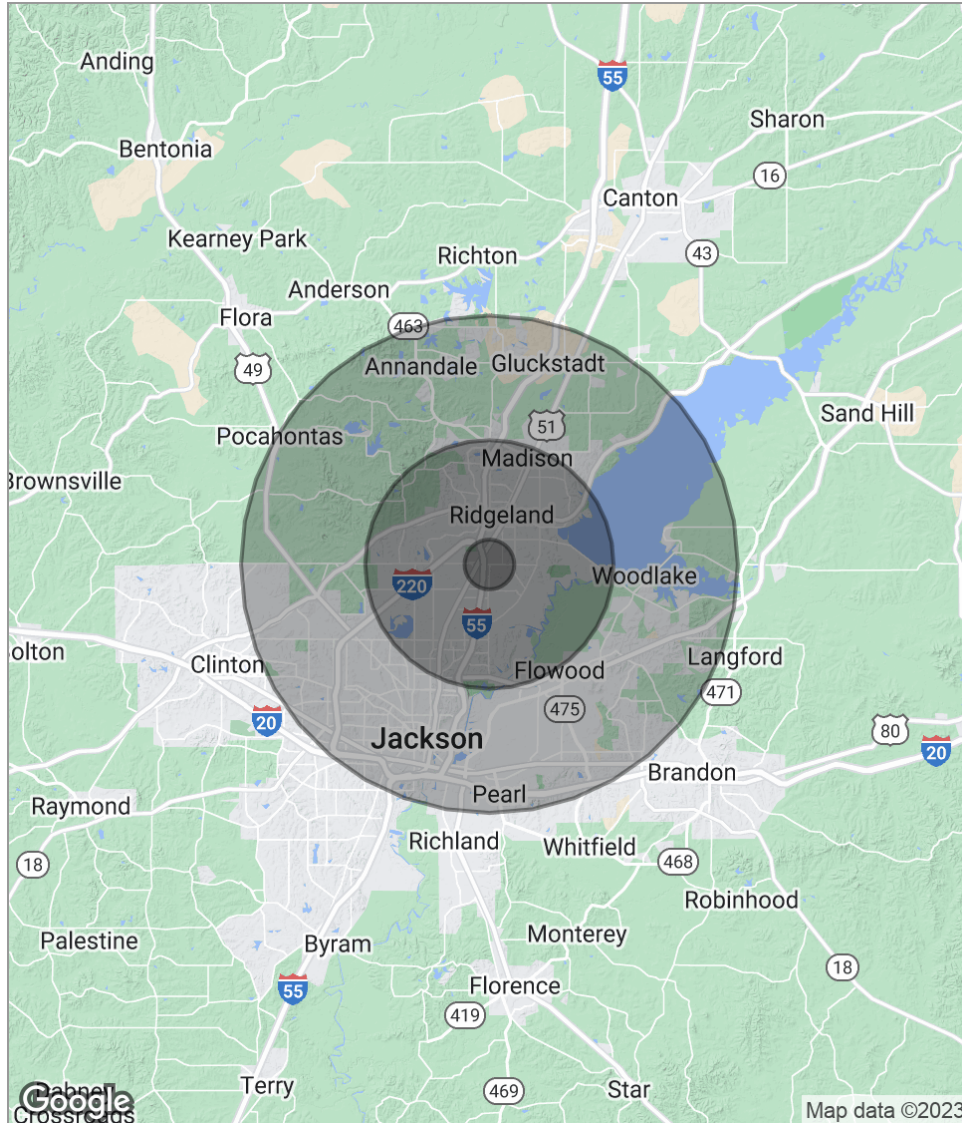 Anding
55
Sharon
Bentonia
16
Canton
Kearney Park
Richton
43
Anderson
Flora
463
Annandale
Gluckstadt
49
Sand Hill
51
Pocahontas
Madison
Brownsville
Ridgeland
Woodlake
220
55
olton
Clinton
Langford
Flowood
471
475
20
80
Jackson
20
Brandon
Pearl
Raymond
Richland
Whitfield
18
468
Robinhood
Palestine
Byram
Monterey
18
55
Florence
419
Terry
469
Star
Google
Crossroads
Map data ©2023